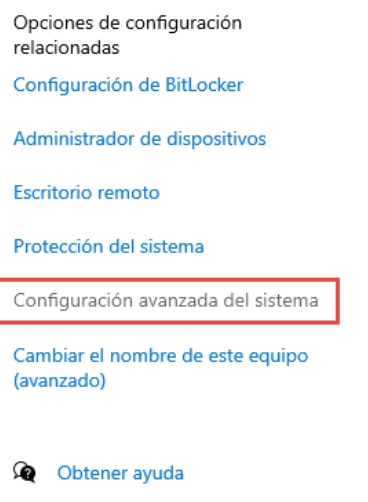 Opciones de configuración
relacionadas
Configuración de BitLocker
Administrador de dispositivos
Escritorio remoto
Protección del sistema
Configuración avanzada del sistema
Cambiar el nombre de este equipo
(avanzado)
Obtener ayuda